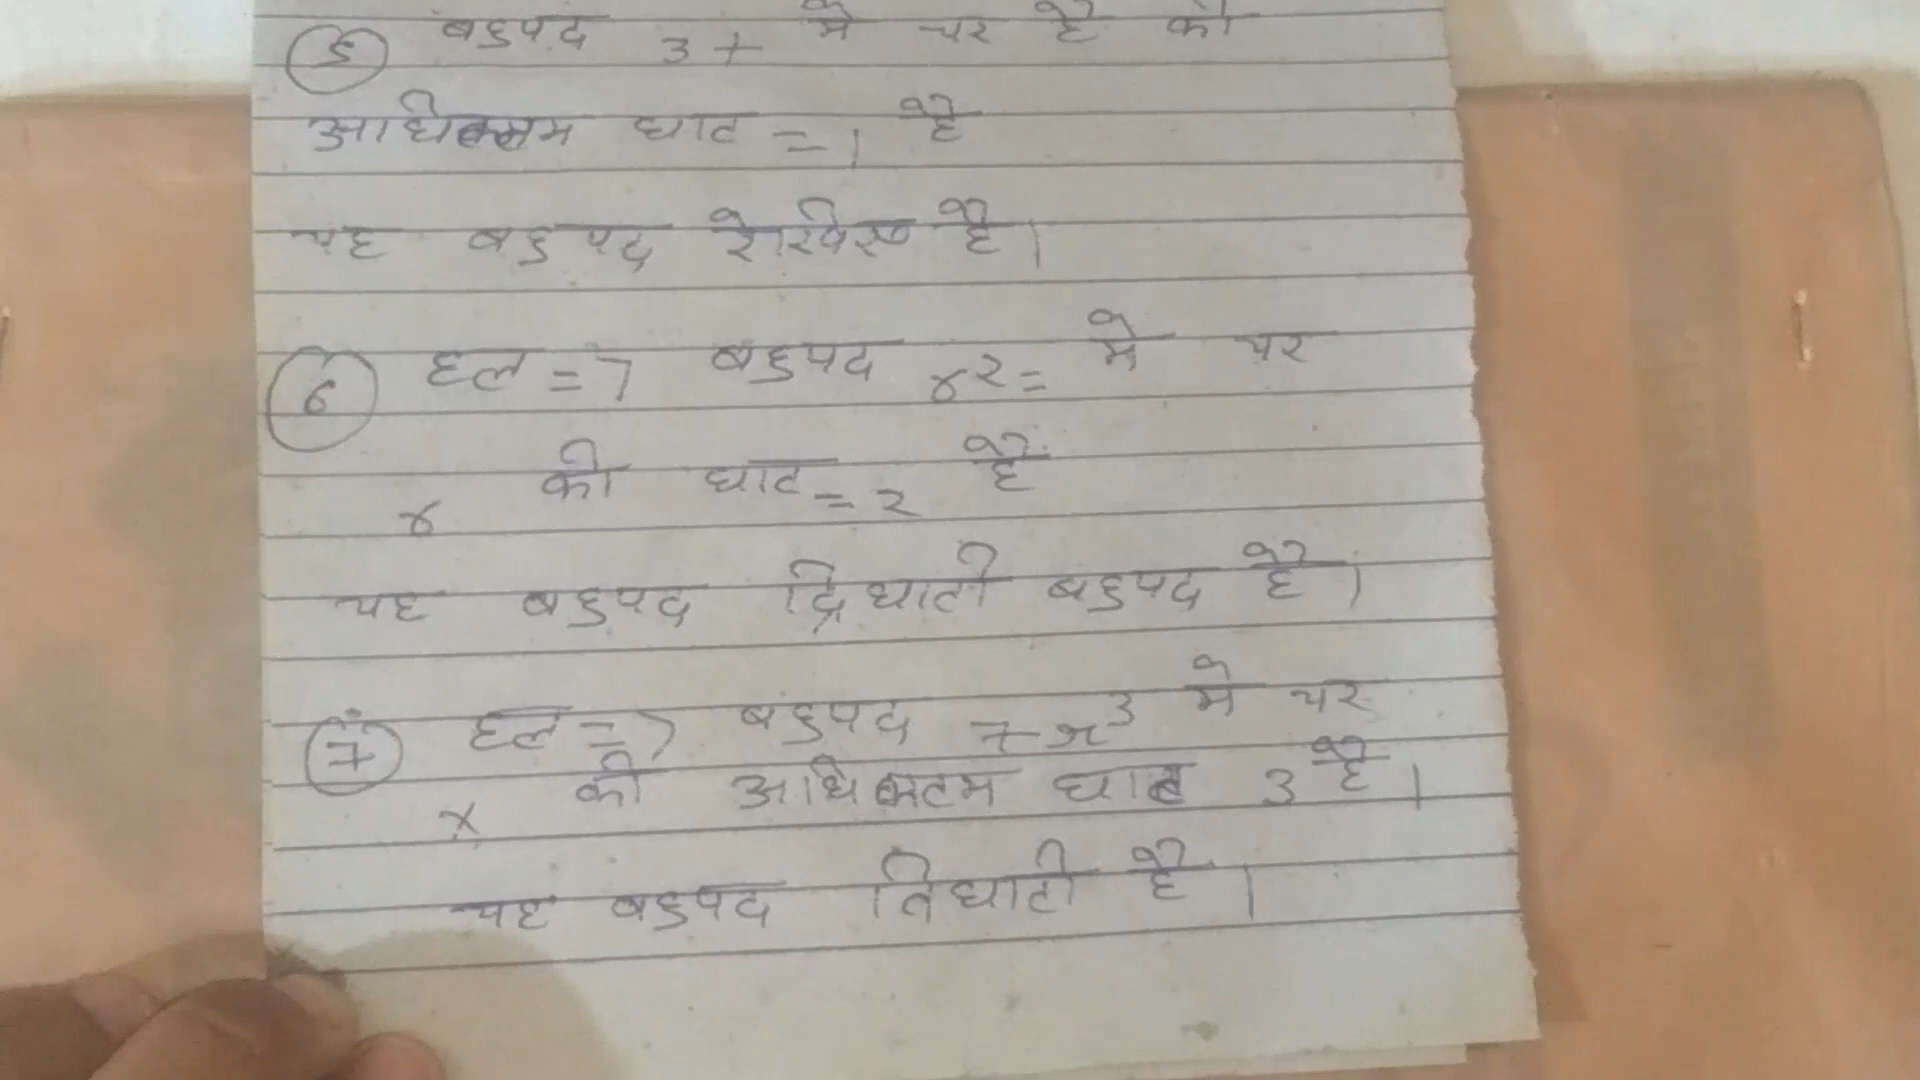 5 बहुपद 3t में चर है की
अधिकतम घात = 1 है
यह बहुपद रैखिक है।
6 हल => बहुपद r2= में चर
r की घात = 2 है
यह बहुपद द्विघाती बहुपद है।
7 हल => बहुपद 7x3 में चर
x की अधिकतम घात 3 है।
यह बहुपद त्रिघाती है।